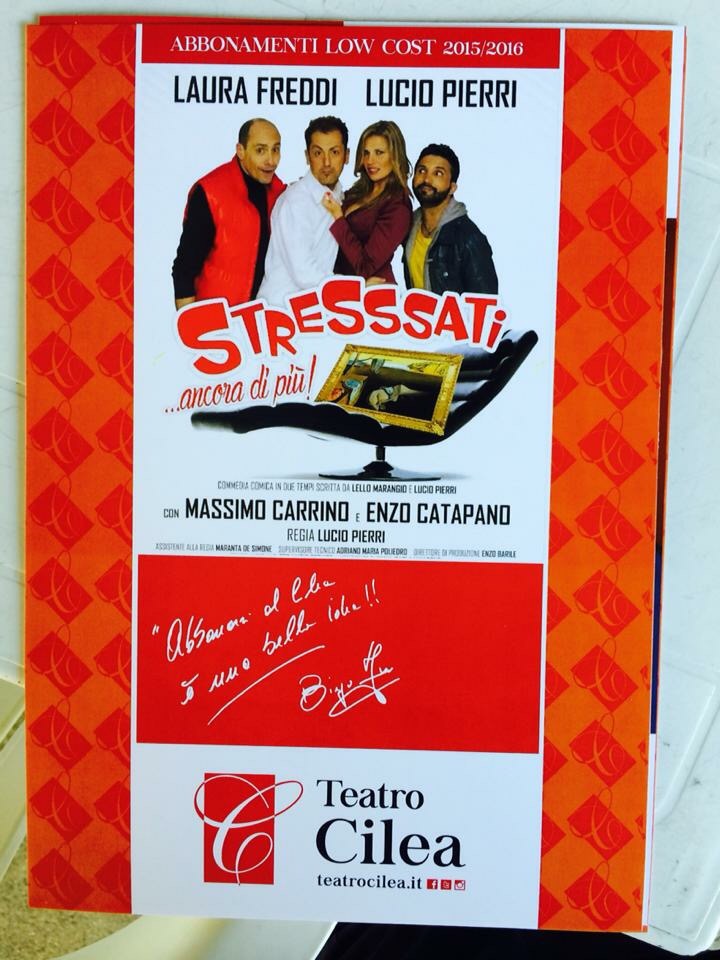 ABBONAMENTI LOW COST 2015/2016
LAURA FREDDI LUCIO PIERRI
STRESSSATI
...ancora di più!
COMMEDIA COMICA IN DUE TEMPI SCRITTA DA LELLO MARANGIO E LUCIO PIERRI
CON MASSIMO CARRINO E ENZO CATAPANO
REGIA LUCIO PIERRI
ASSISTENTE ALLA REGIA MARANTA DE SIMONE SUPERVISORE TECNICO ADRIANO MARIA POLIEDRO DIRETTORE DI PRODUZIONE ENZO BARILE
"Abbonarsi al Cilea
è una bella idea!!
Teatro
Cilea
teatrocilea.it